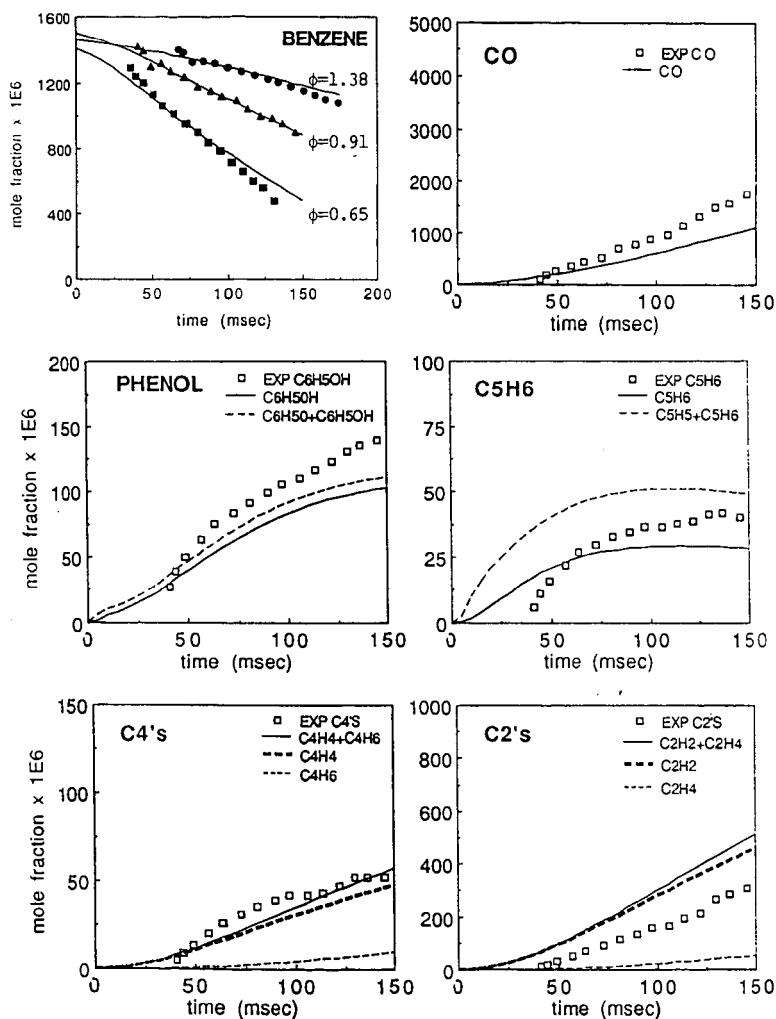 BENZENE
mole fraction x 1E6
1600
1200
800
400
0
φ=1.38
φ=0.91
φ=0.65
0 50 100 150 200
time (msec)
CO
EXP CO
CO
5000
4000
3000
2000
1000
0
0 50 100 150
time (msec)
PHENOL
EXP C6H5OH
C6H50H
C6H50+C6H5OH
mole fraction x 1E6
200
150
100
50
0
0 50 100 150
time (msec)
C5H6
EXP C5H6
C5H6
C5H5+C5H6
100
75
50
25
0
0 50 100 150
time (msec)
C4's
EXP C4'S
C4H4+C4H6
C4H4
C4H6
mole fraction x 1E6
150
100
50
0
0 50 100 150
time (msec)
C2's
EXP C2'S
C2H2+C2H4
C2H2
C2H4
1000
800
600
400
200
0
0 50 100 150
time (msec)